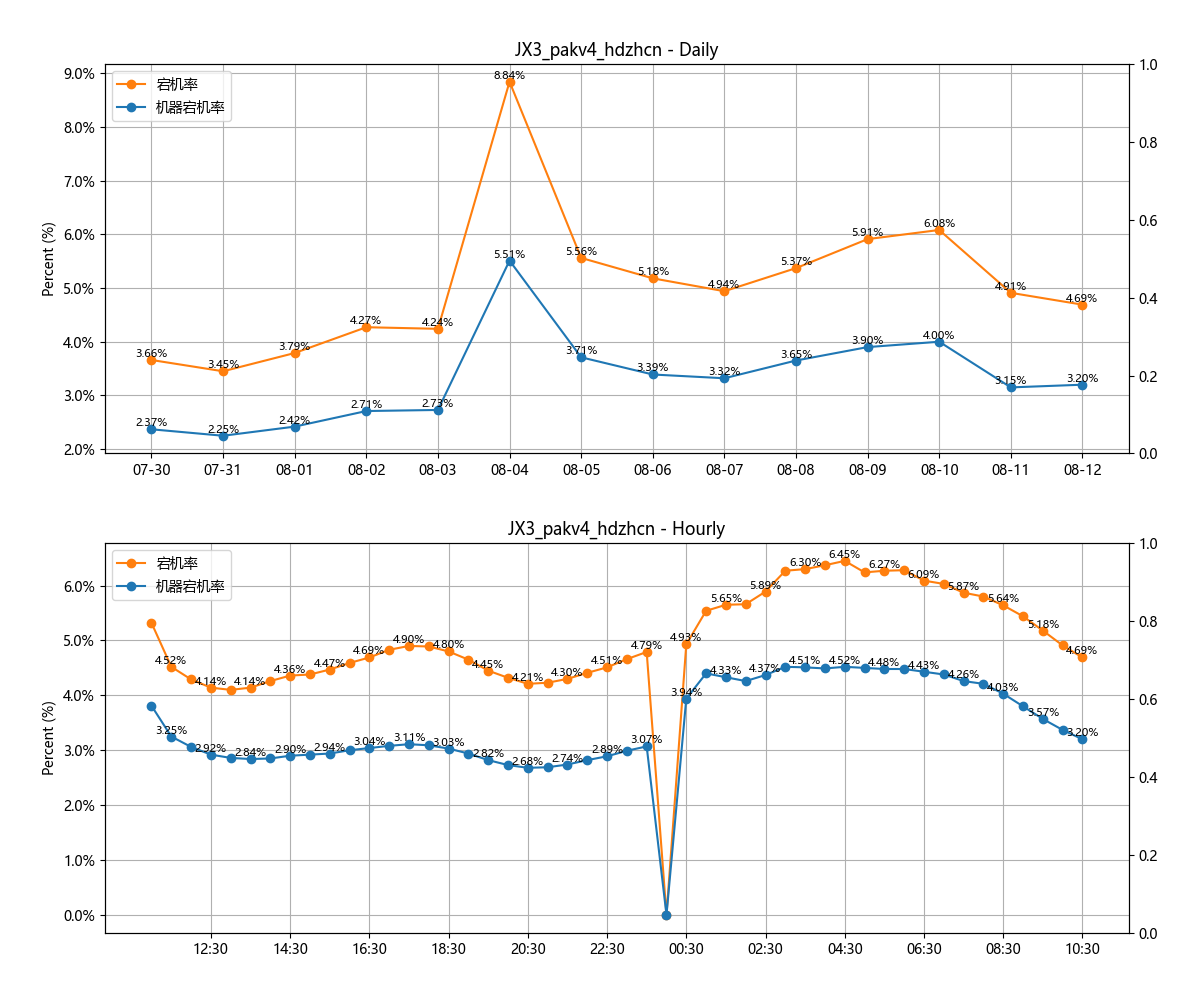 JX3_pakv4_hdzhcn - Daily
宕机率
机器宕机率
Percent (%)
9.0%
8.0%
7.0%
6.0%
5.0%
4.0%
3.0%
2.0%
1.0
0.8
0.6
0.4
0.2
0.0
3.66% 3.45% 3.79% 4.27% 4.24% 8.84% 5.56% 5.18% 4.94% 5.37% 5.91% 6.08% 4.91% 4.69%
2.37% 2.25% 2.42% 2.71% 2.73% 5.51% 3.71% 3.39% 3.32% 3.65% 3.90% 4.00% 3.15% 3.20%
07-30 07-31 08-01 08-02 08-03 08-04 08-05 08-06 08-07 08-08 08-09 08-10 08-11 08-12
JX3_pakv4_hdzhcn - Hourly
宕机率
机器宕机率
Percent (%)
6.0%
5.0%
4.0%
3.0%
2.0%
1.0%
0.0%
1.0
0.8
0.6
0.4
0.2
0.0
4.52% 4.14% 4.14% 4.36% 4.47% 4.69% 4.90% 4.80% 4.45% 4.21% 4.30% 4.51% 4.79% 4.93% 5.65% 5.89% 6.30% 6.45% 6.27% 6.09% 5.87% 5.64% 5.18% 4.69%
3.25% 2.92% 2.84% 2.90% 2.94% 3.04% 3.11% 3.03% 2.82% 2.68% 2.74% 2.89% 3.07% 3.94% 4.33% 4.37% 4.51% 4.52% 4.48% 4.43% 4.26% 4.03% 3.57% 3.20%
12:30 14:30 16:30 18:30 20:30 22:30 00:30 02:30 04:30 06:30 08:30 10:30